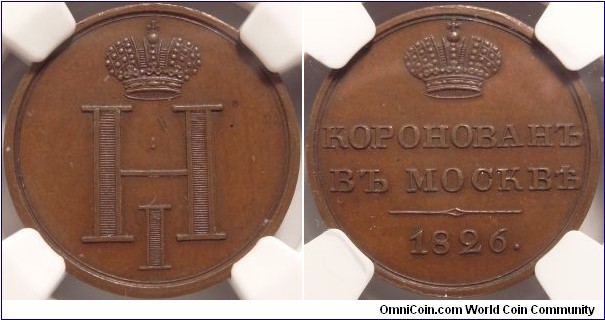 Н
I
КОРОНОВАНЪ
ВЪ МОСКВѢ
1826.
OmniCoin.com World Coin Community